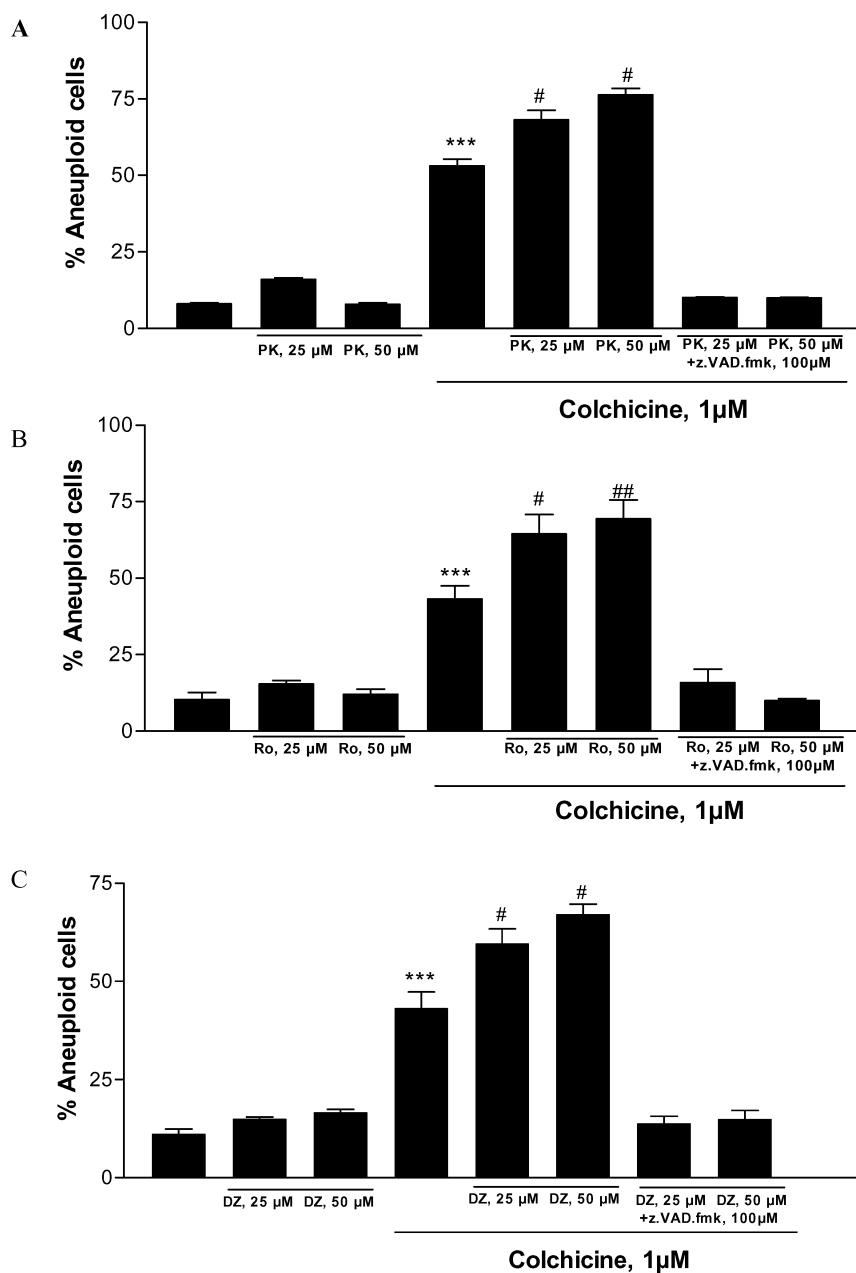 A
% Aneuploid cells
100
75
50
25
0
***
#
#
PK, 25 µM PK, 50 µM
PK, 25 µM PK, 50 µM
PK, 25 µM PK, 50 µM
+z.VAD.fmk, 100µM
Colchicine, 1µM
B
% Aneuploid cells
100
75
50
25
0
***
#
##
Ro, 25 µM Ro, 50 µM
Ro, 25 µM Ro, 50 µM
Ro, 25 µM Ro, 50 µM
+z.VAD.fmk, 100µM
Colchicine, 1µM
C
% Aneuploid cells
75
50
25
0
***
#
#
DZ, 25 µM DZ, 50 µM
DZ, 25 µM DZ, 50 µM
DZ, 25 µM DZ, 50 µM
+z.VAD.fmk, 100µM
Colchicine, 1µM